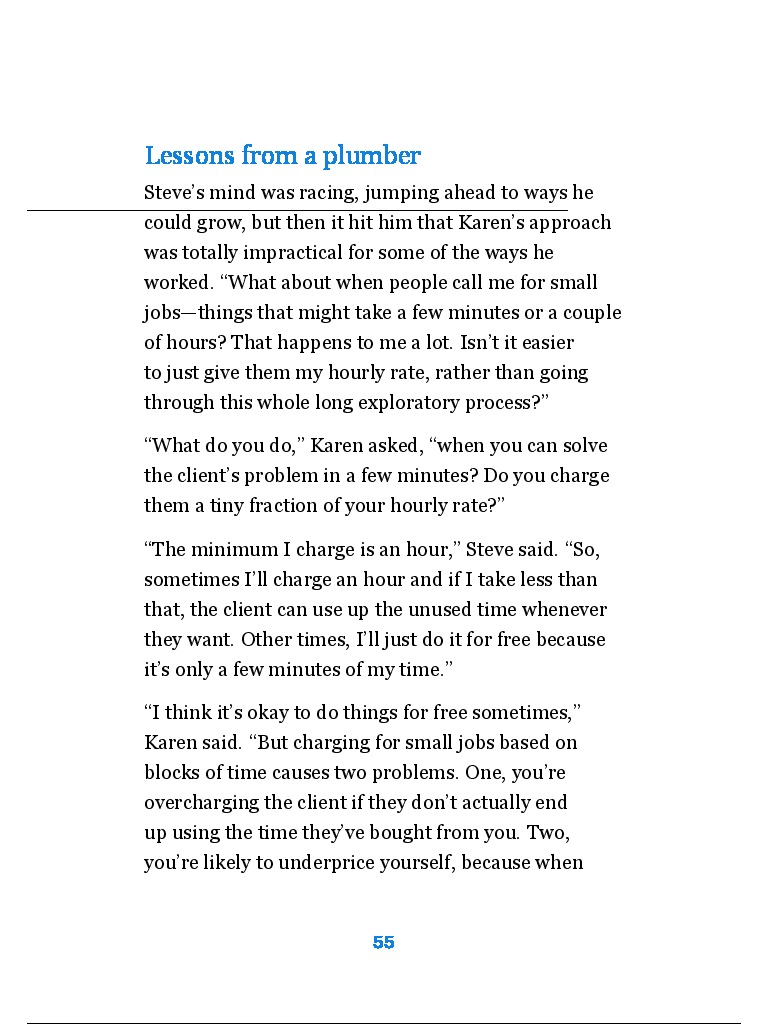 Lessons from a plumber
Steve’s mind was racing, jumping ahead to ways he
could grow, but then it hit him that Karen’s approach
was totally impractical for some of the ways he
worked. “What about when people call me for small
jobs—things that might take a few minutes or a couple
of hours? That happens to me a lot. Isn’t it easier
to just give them my hourly rate, rather than going
through this whole long exploratory process?”
“What do you do,” Karen asked, “when you can solve
the client’s problem in a few minutes? Do you charge
them a tiny fraction of your hourly rate?”
“The minimum I charge is an hour,” Steve said. “So,
sometimes I’ll charge an hour and if I take less than
that, the client can use up the unused time whenever
they want. Other times, I’ll just do it for free because
it’s only a few minutes of my time.”
“I think it’s okay to do things for free sometimes,”
Karen said. “But charging for small jobs based on
blocks of time causes two problems. One, you’re
overcharging the client if they don’t actually end
up using the time they’ve bought from you. Two,
you’re likely to underprice yourself, because when
55